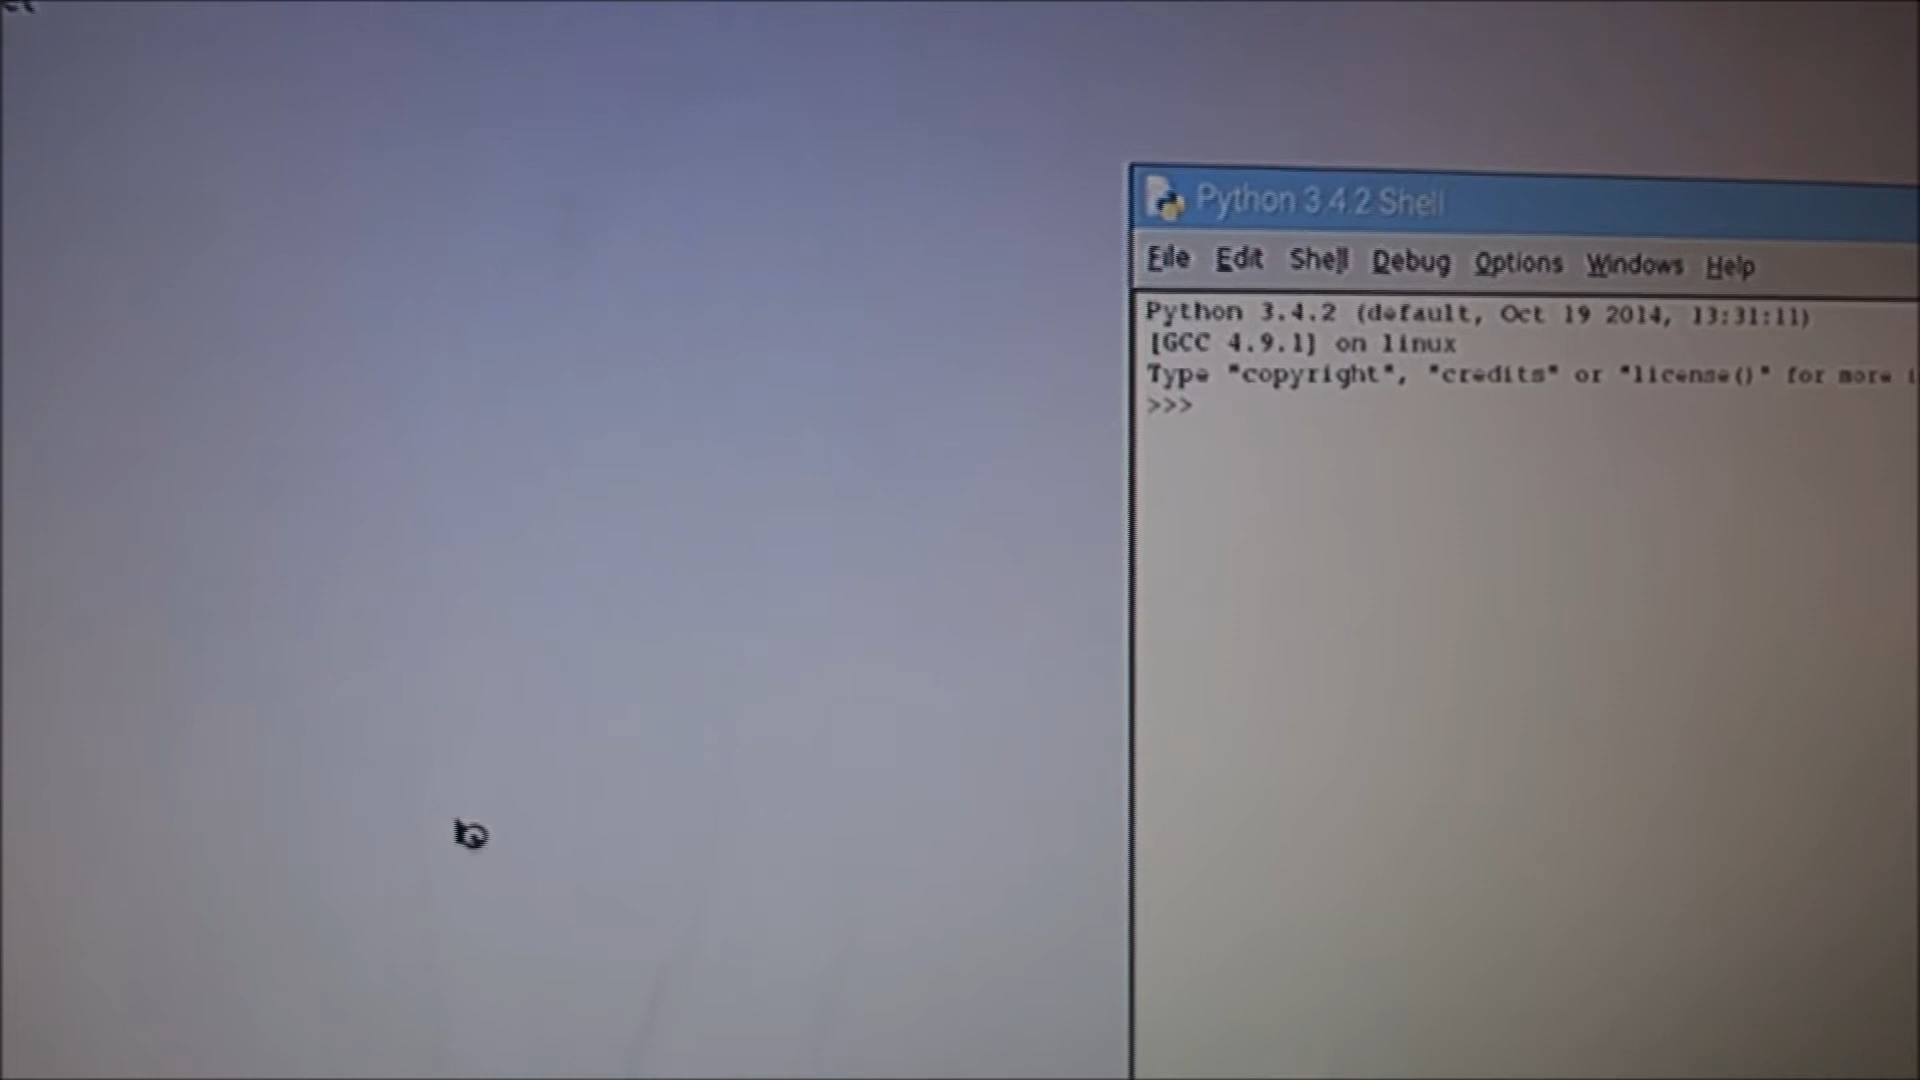 Python 3.4.2 Shell
File Edit Shell Debug Options Windows Help
Python 3.4.2 (default, Oct 19 2014, 13:31:11)
[GCC 4.9.1] on linux
Type "copyright", "credits" or "license()" for more
>>>